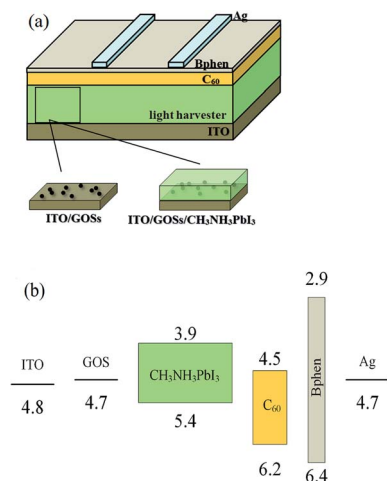 (a)
Ag
Bphen
C₆₀
light harvester
ITO
ITO/GOSs
ITO/GOSs/CH₃NH₃PbI₃
(b)
2.9
3.9
4.5
ITO
GOS
CH₃NH₃PbI₃
C₆₀
Bphen
Ag
4.8
4.7
5.4
4.7
6.2
6.4